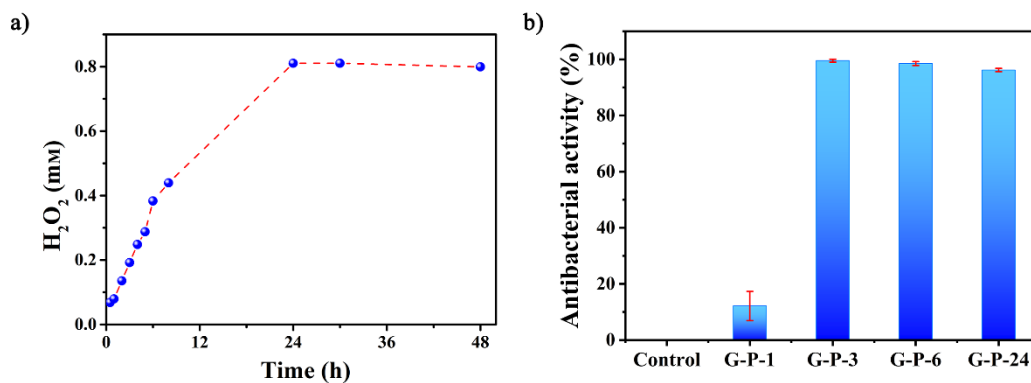 a)
H₂O₂ (mM)
0.8
0.6
0.4
0.2
0.0
0 12 24 36 48
Time (h)
b)
Antibacterial activity (%)
100
80
60
40
20
0
Control G-P-1 G-P-3 G-P-6 G-P-24